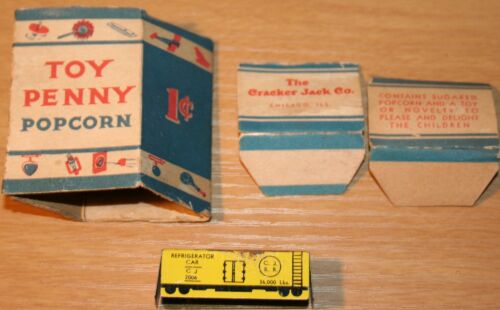 TOY
PENNY
POPCORN
1¢
The
Cracker Jack Co.
CHICAGO, ILL.
CONTAINS SUGARED
POPCORN AND A TOY
OR NOVELTY TO
PLEASE AND DELIGHT
THE CHILDREN
REFRIGERATOR
CAR
C J
2006
C. J.
R. R.
36,000 Lbs.